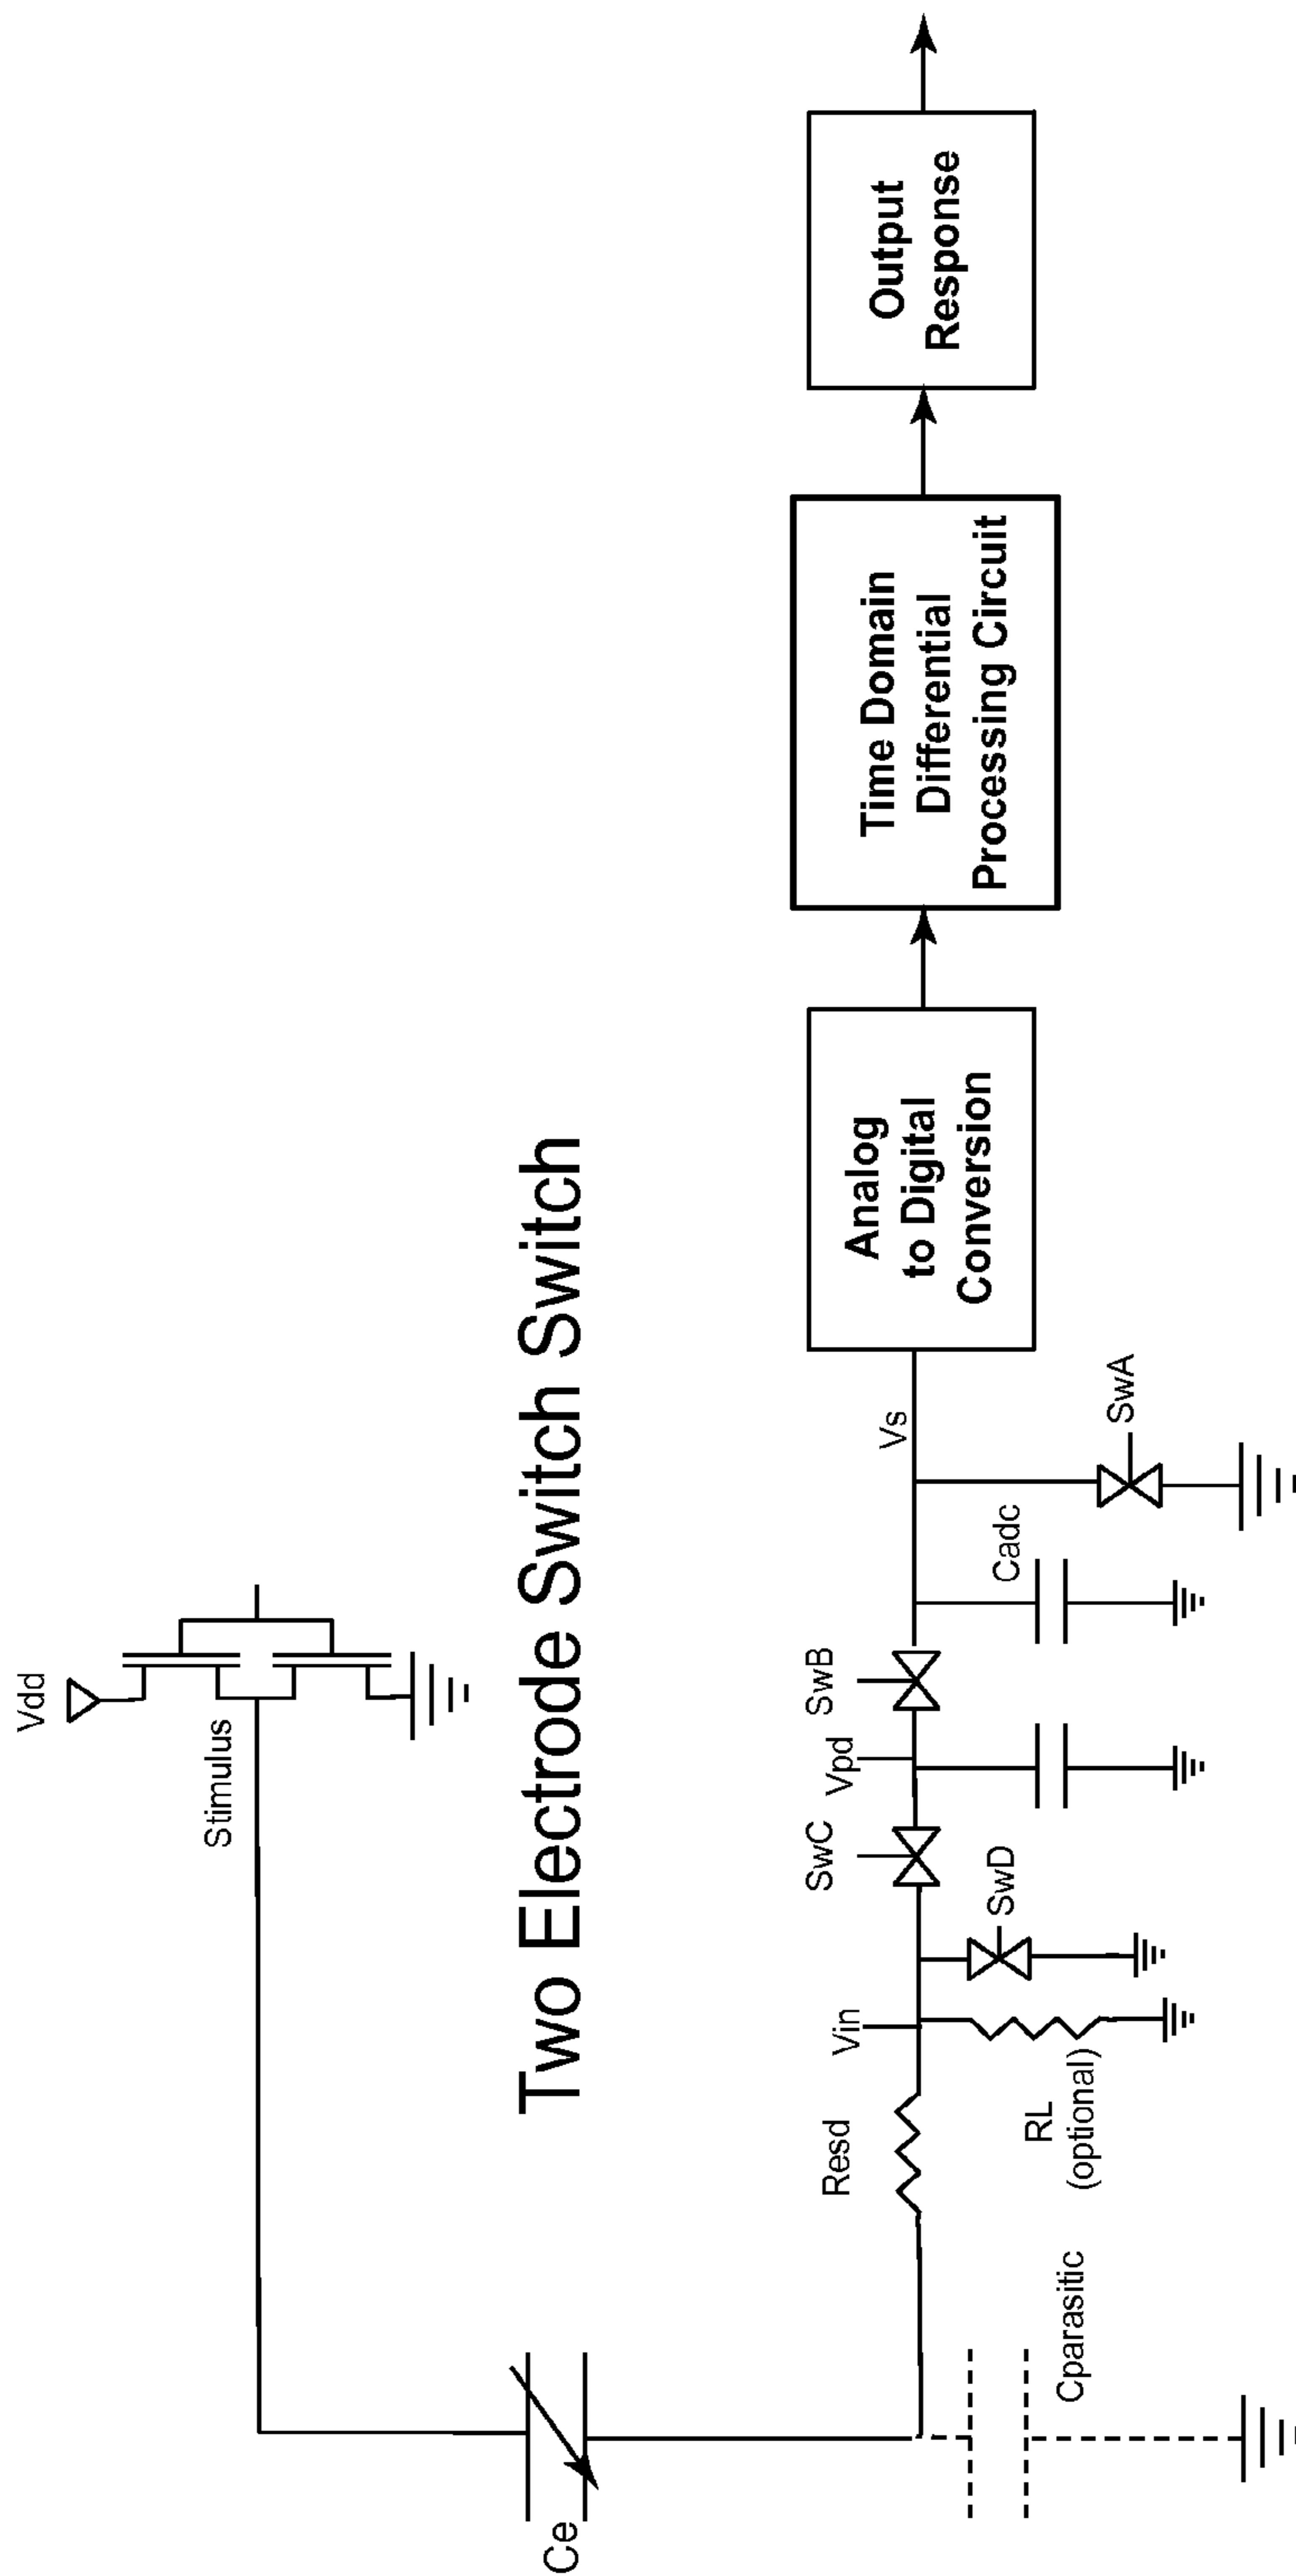 Vdd
Stimulus
Two Electrode Switch Switch
Ce
Cparasitic
Resd
Vin
RL
(optional)
SwD
SwC
Vpd
SwB
Cadc
Vs
SwA
Analog
to Digital
Conversion
Time Domain
Differential
Processing Circuit
Output
Response